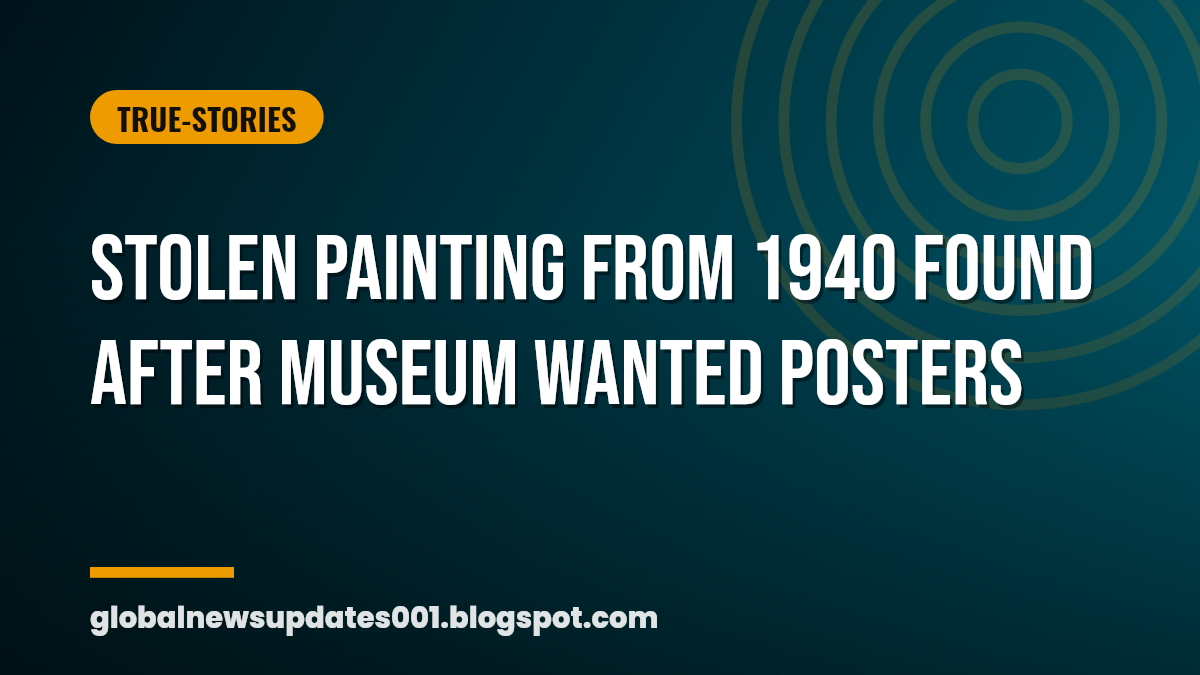 TRUE-STORIES
STOLEN PAINTING FROM 1940 FOUND
AFTER MUSEUM WANTED POSTERS
globalnewsupdates001.blogspot.com